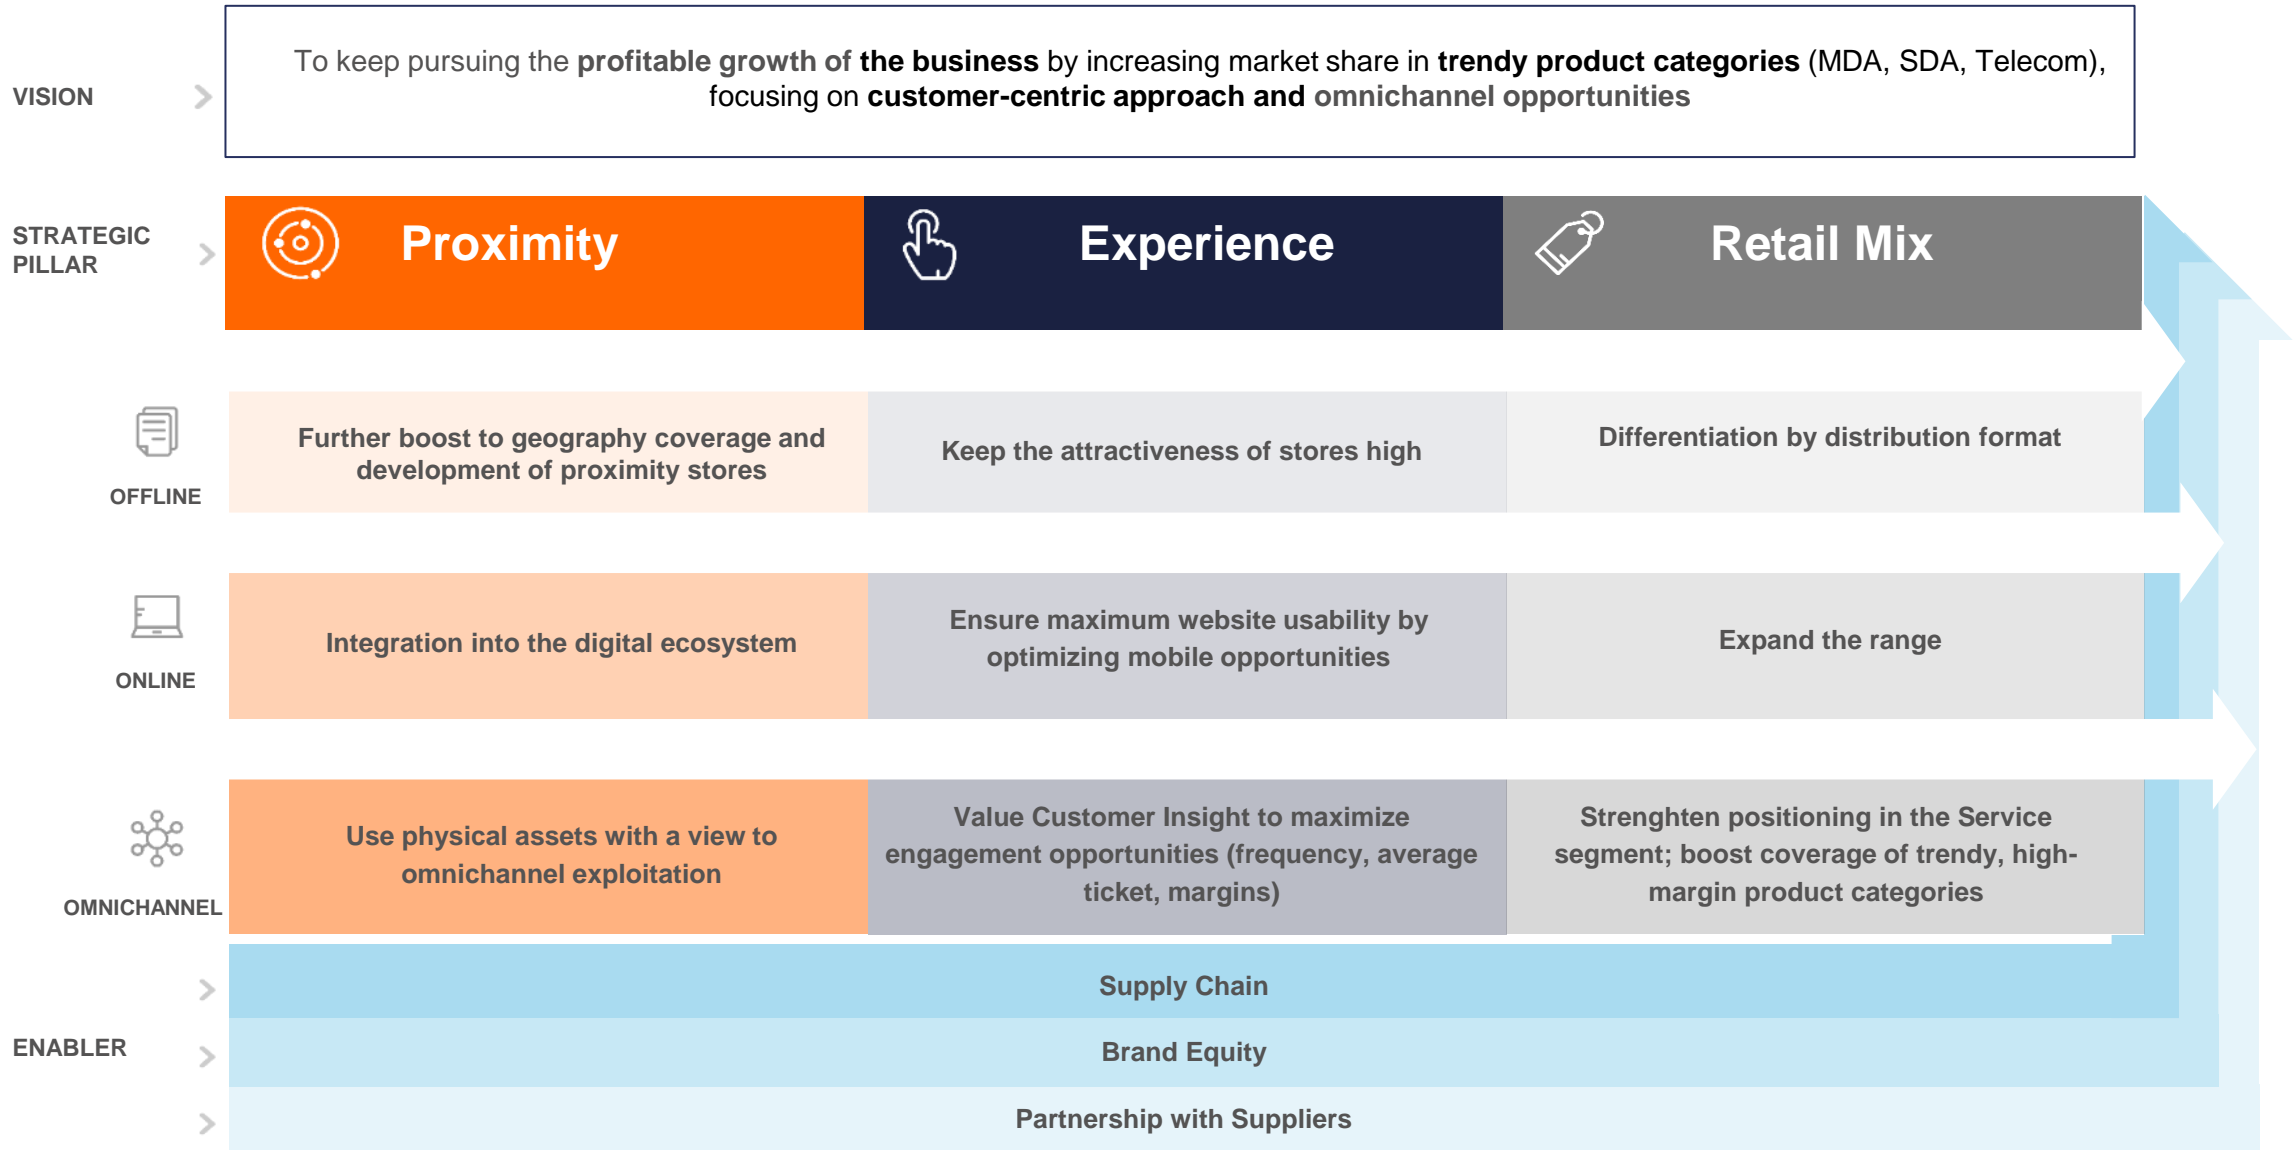 VISION
To keep pursuing the profitable growth of the business by increasing market share in trendy product categories (MDA, SDA, Telecom),
focusing on customer-centric approach and omnichannel opportunities
STRATEGIC
PILLAR
Proximity
Experience
Retail Mix
OFFLINE
Further boost to geography coverage and
development of proximity stores
Keep the attractiveness of stores high
Differentiation by distribution format
ONLINE
Integration into the digital ecosystem
Ensure maximum website usability by
optimizing mobile opportunities
Expand the range
OMNICHANNEL
Use physical assets with a view to
omnichannel exploitation
Value Customer Insight to maximize
engagement opportunities (frequency, average
ticket, margins)
Strenghten positioning in the Service
segment; boost coverage of trendy, high-
margin product categories
ENABLER
Supply Chain
Brand Equity
Partnership with Suppliers